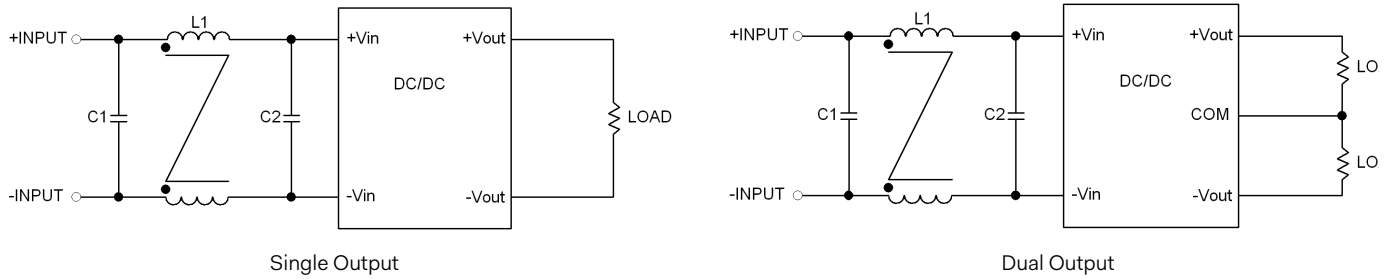 L1
+INPUT
+Vin
+Vout
DC/DC
C1
C2
LOAD
-INPUT
-Vin
-Vout
Single Output
L1
+INPUT
+Vin
+Vout
LO
DC/DC
C1
C2
COM
LO
-INPUT
-Vin
-Vout
Dual Output